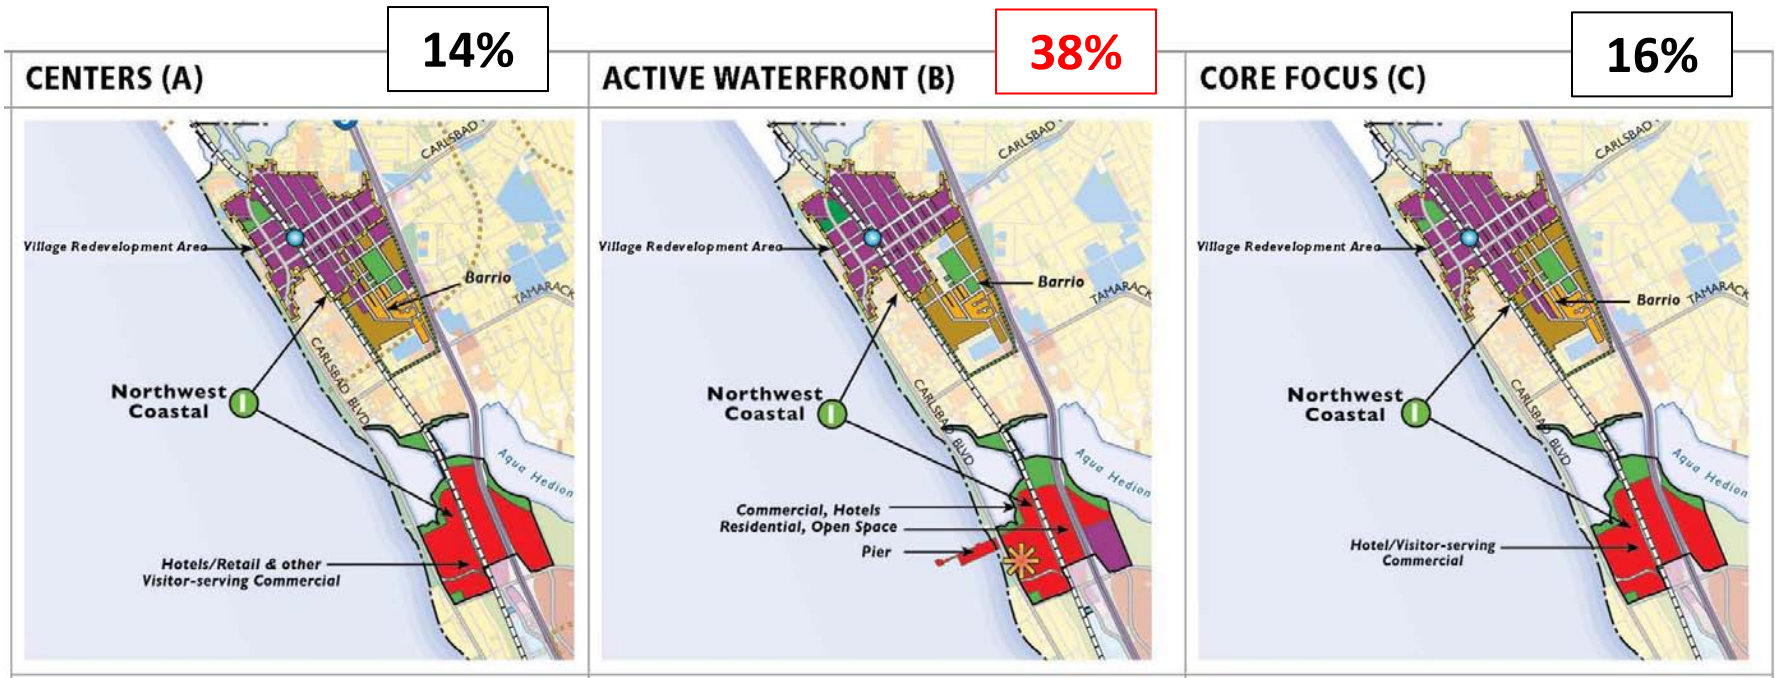 14%
38%
16%
CENTERS (A)
ACTIVE WATERFRONT (B)
CORE FOCUS (C)
CARLSBAD
Village Redevelopment Area
Barrio
TAMARACK
CARLSBAD BLVD
Northwest
Coastal
1
Aqua Hedion
Hotels/Retail & other
Visitor-serving Commercial
CARLSBAD
Village Redevelopment Area
Barrio
TAMARACK
CARLSBAD BLVD
Northwest
Coastal
1
Aqua Hedion
Commercial, Hotels
Residential, Open Space
Pier
CARLSBAD
Village Redevelopment Area
Barrio
TAMARACK
CARLSBAD BLVD
Northwest
Coastal
1
Aqua Hedion
Hotel/Visitor-serving
Commercial